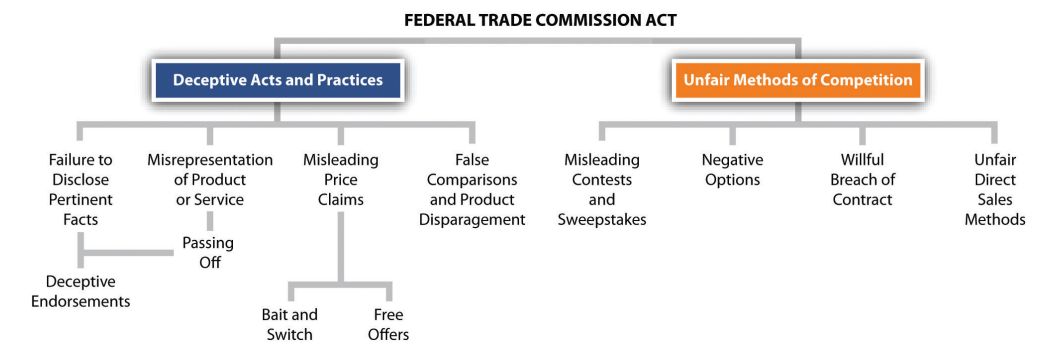 FEDERAL TRADE COMMISSION ACT
Deceptive Acts and Practices
Unfair Methods of Competition
Failure to
Disclose
Pertinent
Facts
Misrepresentation
of Product
or Service
Misleading
Price
Claims
False
Comparisons
and Product
Disparagement
Misleading
Contests
and
Sweepstakes
Negative
Options
Willful
Breach of
Contract
Unfair
Direct
Sales
Methods
Passing
Off
Deceptive
Endorsements
Bait and
Switch
Free
Offers